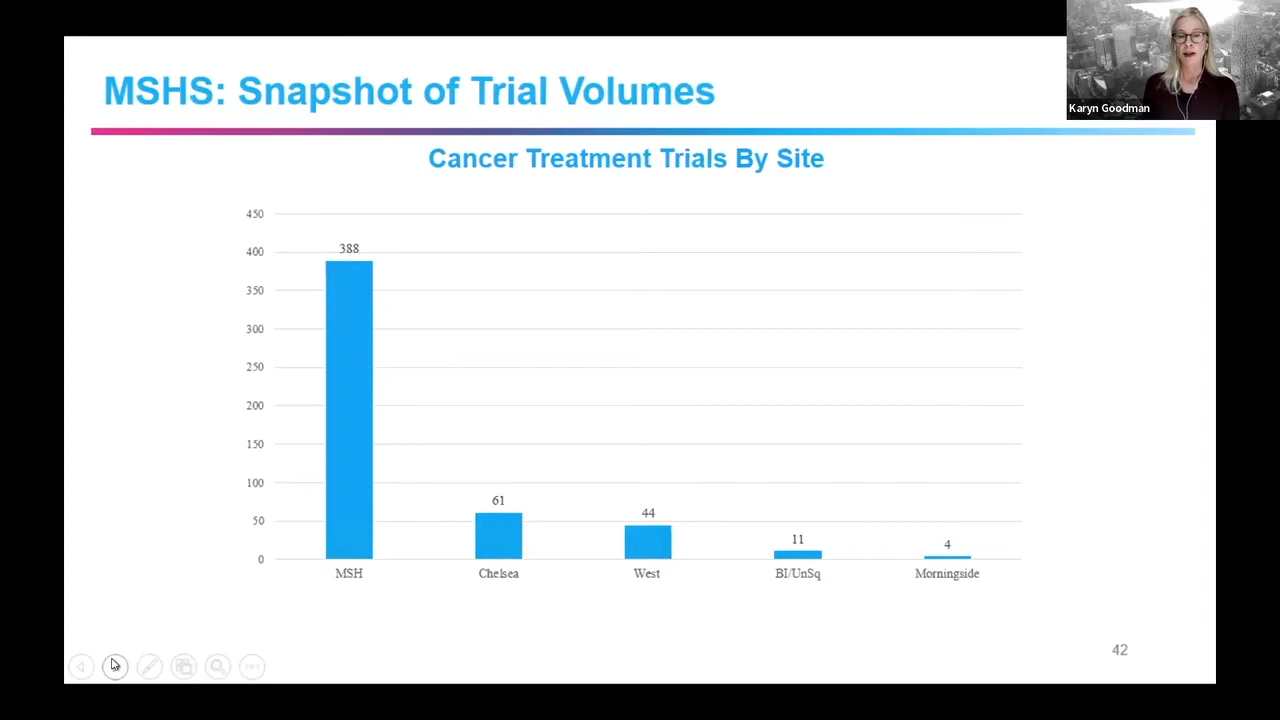 MSHS: Snapshot of Trial Volumes
Karyn Goodman
Cancer Treatment Trials By Site
450
400
350
300
250
200
150
100
50
0
388
61
44
11
4
MSH
Chelsea
West
BI/UnSq
Morningside
42